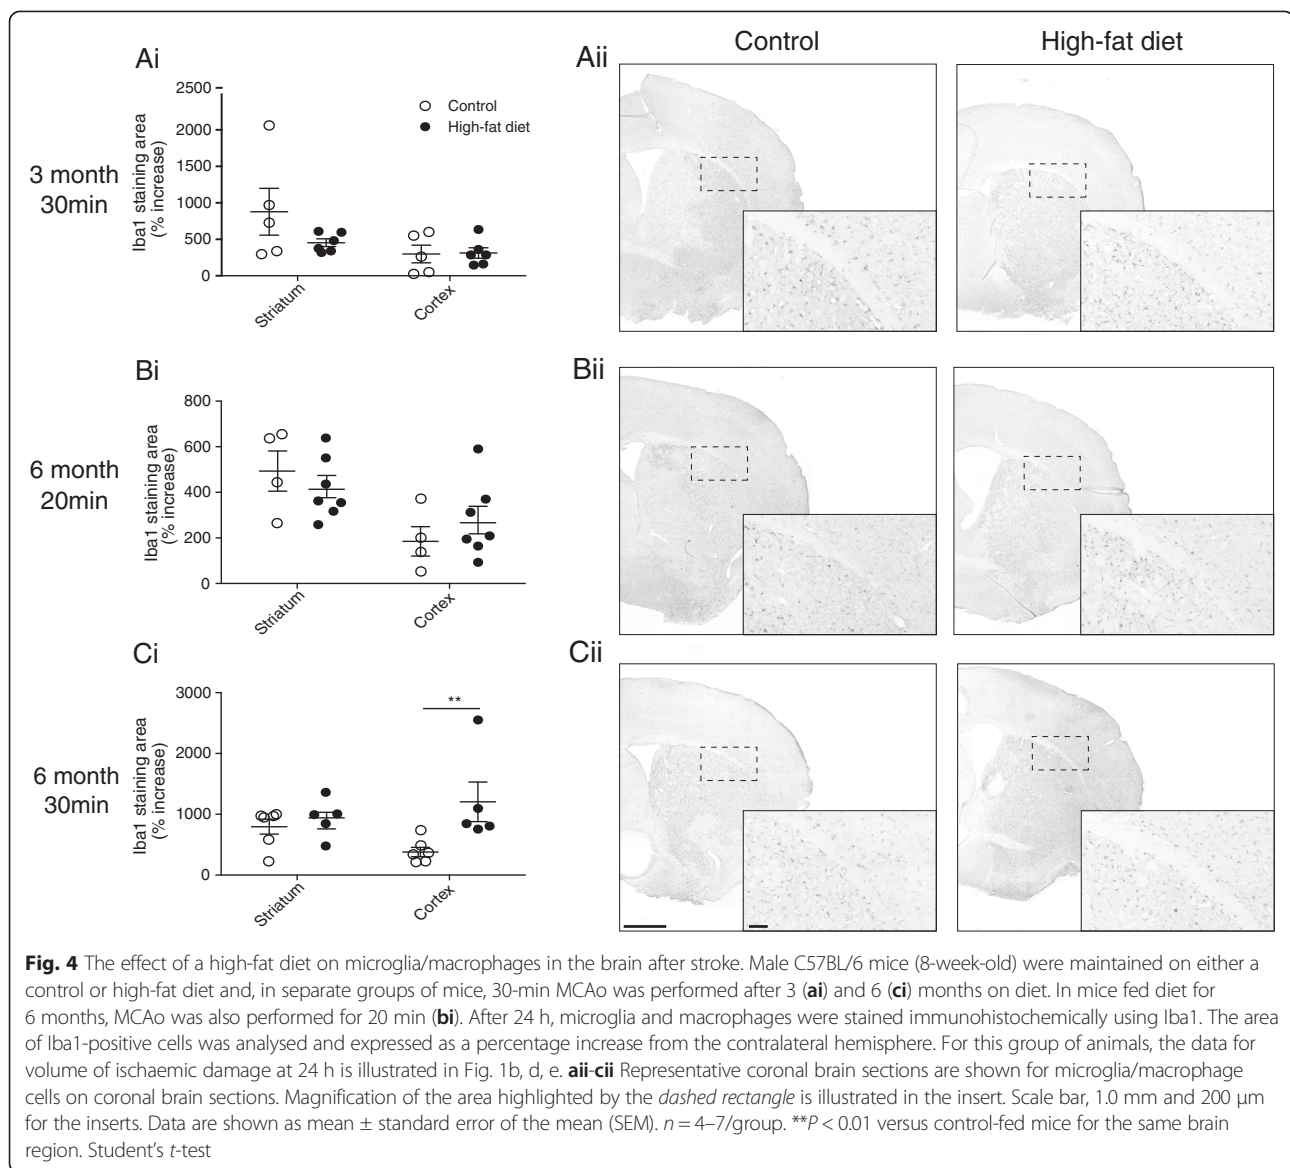 Control
High-fat diet
Ai
Aii
3 month
30min
Iba1 staining area
(% increase)
2500
2000
1500
1000
500
0
Control
High-fat diet
Striatum
Cortex
Bi
Bii
6 month
20min
Iba1 staining area
(% increase)
800
600
400
200
0
Striatum
Cortex
Ci
Cii
6 month
30min
Iba1 staining area
(% increase)
3000
2000
1000
0
**
Striatum
Cortex
Fig. 4 The effect of a high-fat diet on microglia/macrophages in the brain after stroke. Male C57BL/6 mice (8-week-old) were maintained on either a
control or high-fat diet and, in separate groups of mice, 30-min MCAo was performed after 3 (ai) and 6 (ci) months on diet. In mice fed diet for
6 months, MCAo was also performed for 20 min (bi). After 24 h, microglia and macrophages were stained immunohistochemically using Iba1. The area
of Iba1-positive cells was analysed and expressed as a percentage increase from the contralateral hemisphere. For this group of animals, the data for
volume of ischaemic damage at 24 h is illustrated in Fig. 1b, d, e. aii-cii Representative coronal brain sections are shown for microglia/macrophage
cells on coronal brain sections. Magnification of the area highlighted by the dashed rectangle is illustrated in the insert. Scale bar, 1.0 mm and 200 μm
for the inserts. Data are shown as mean ± standard error of the mean (SEM). n = 4–7/group. **P < 0.01 versus control-fed mice for the same brain
region. Student's t-test